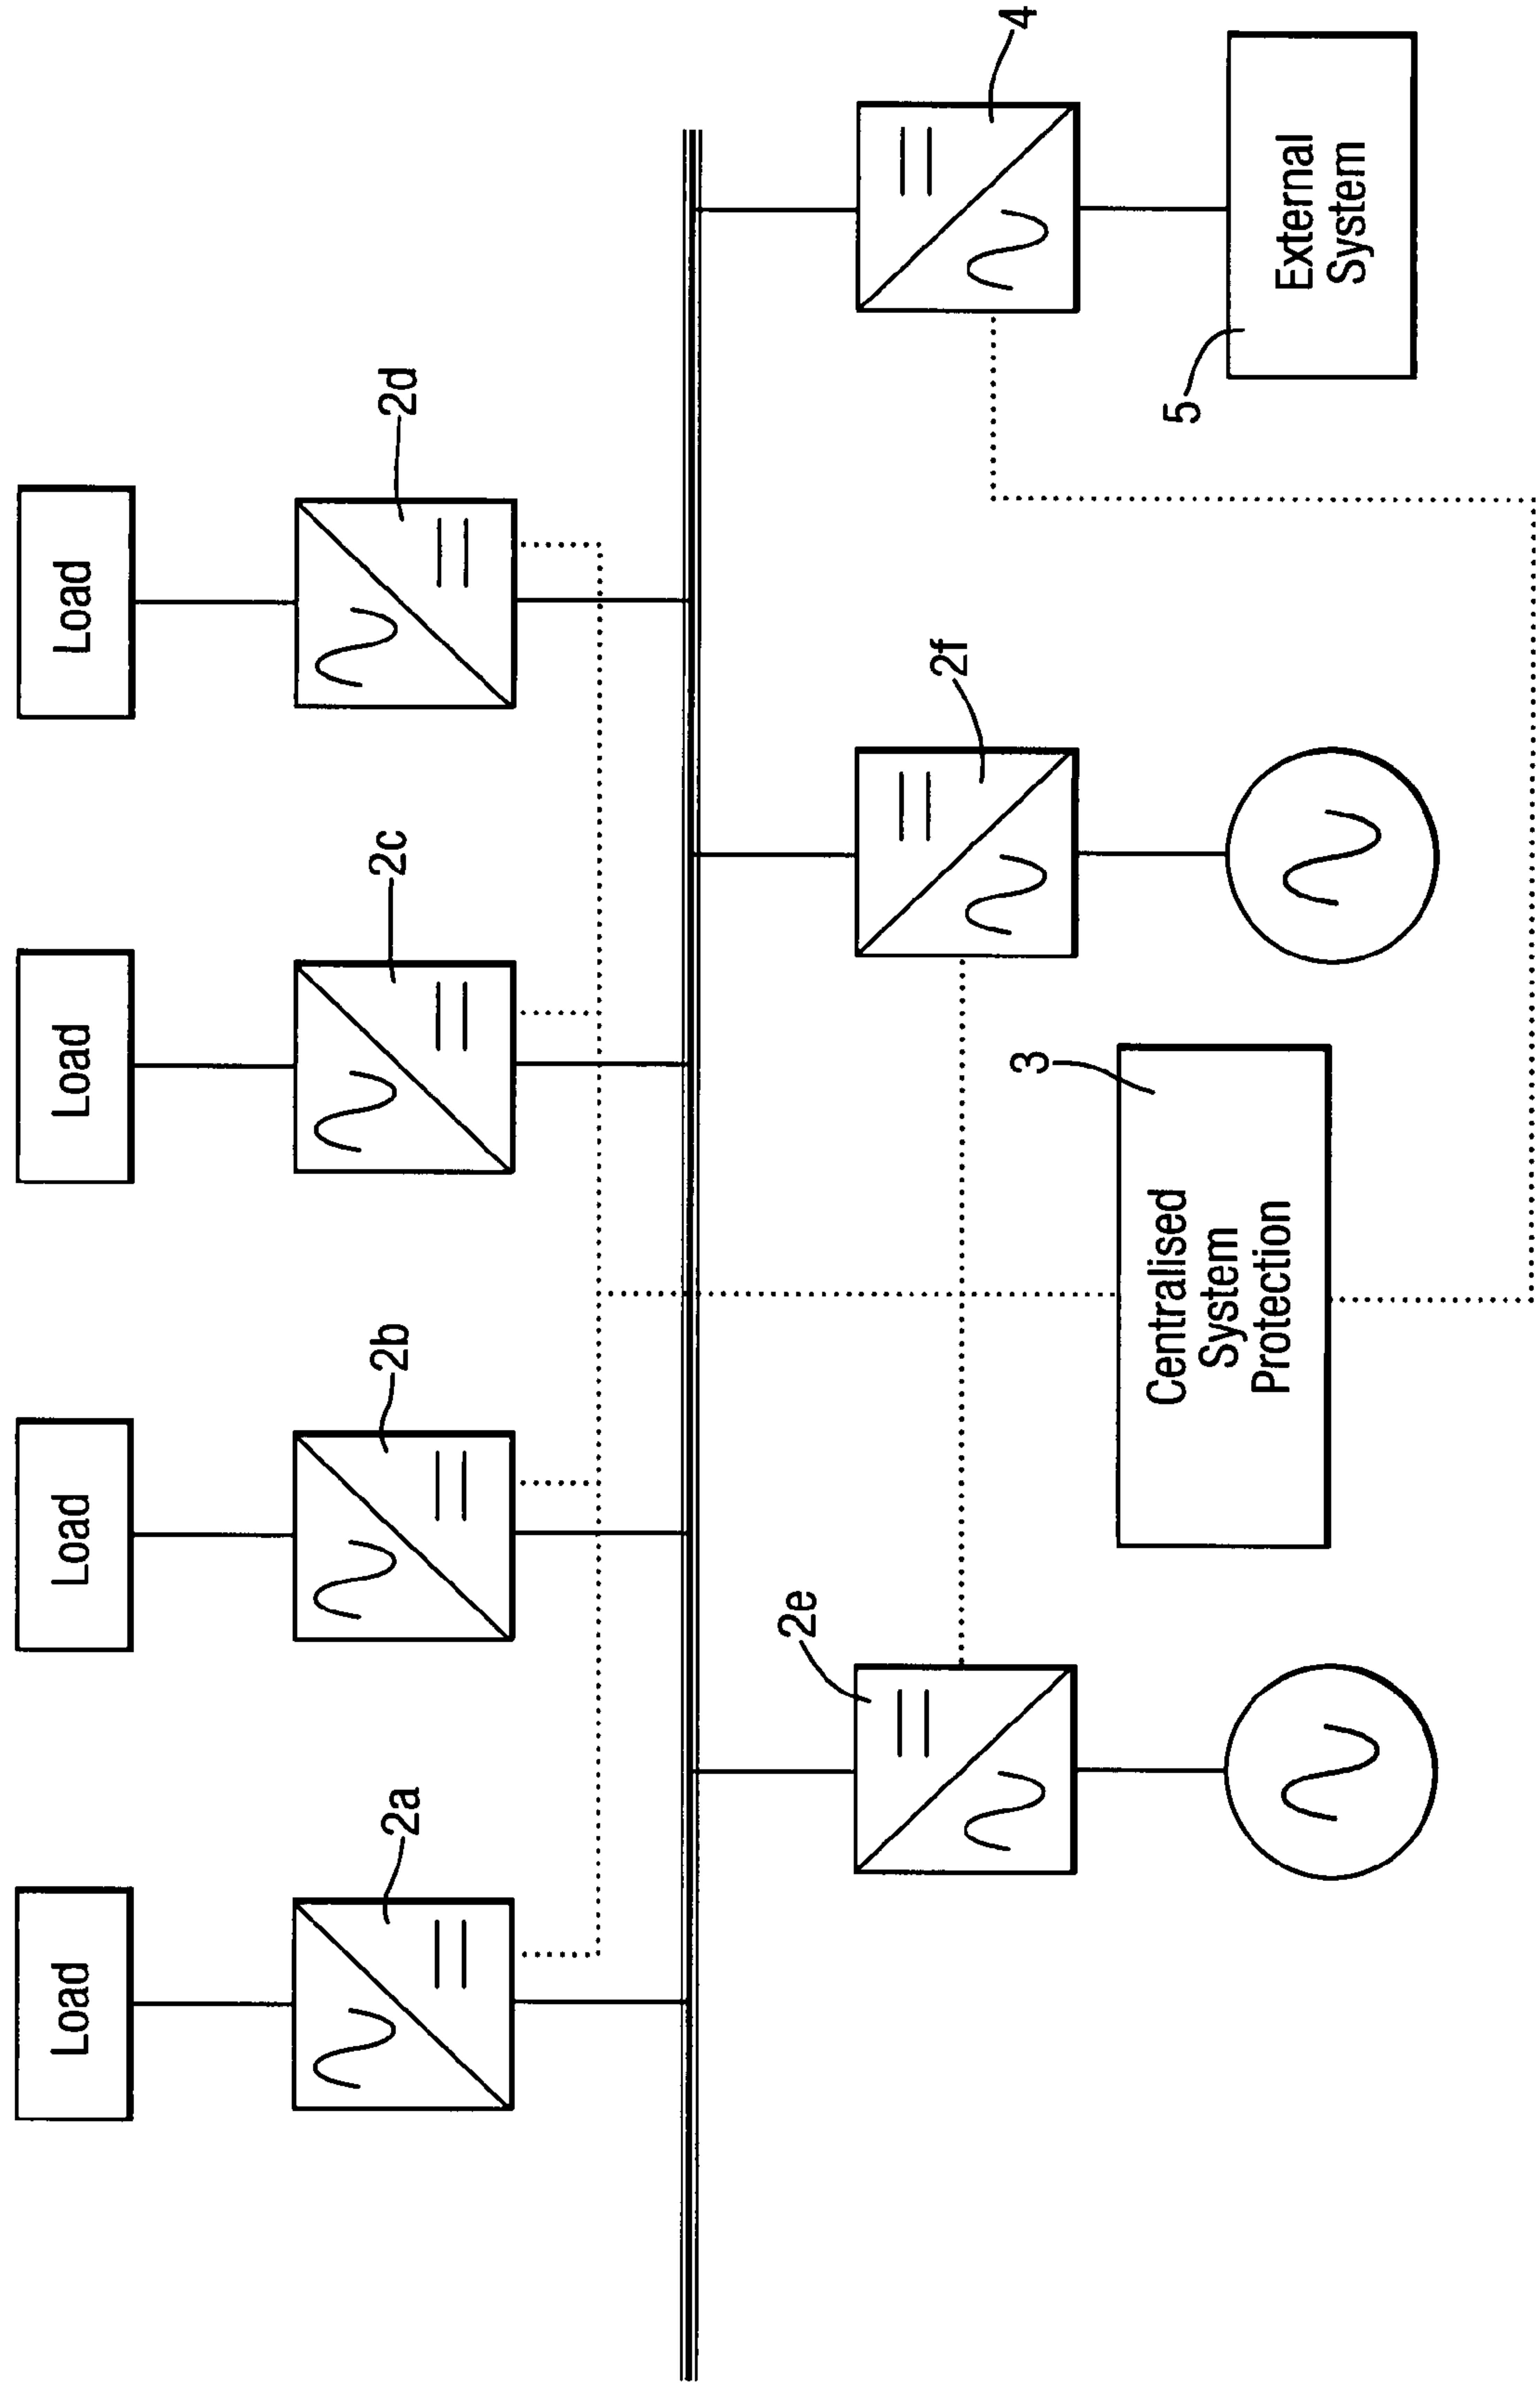 Load
Load
Load
Load
2a
2b
2c
2d
2e
2f
4
3
Centralised
System
Protection
5
External
System